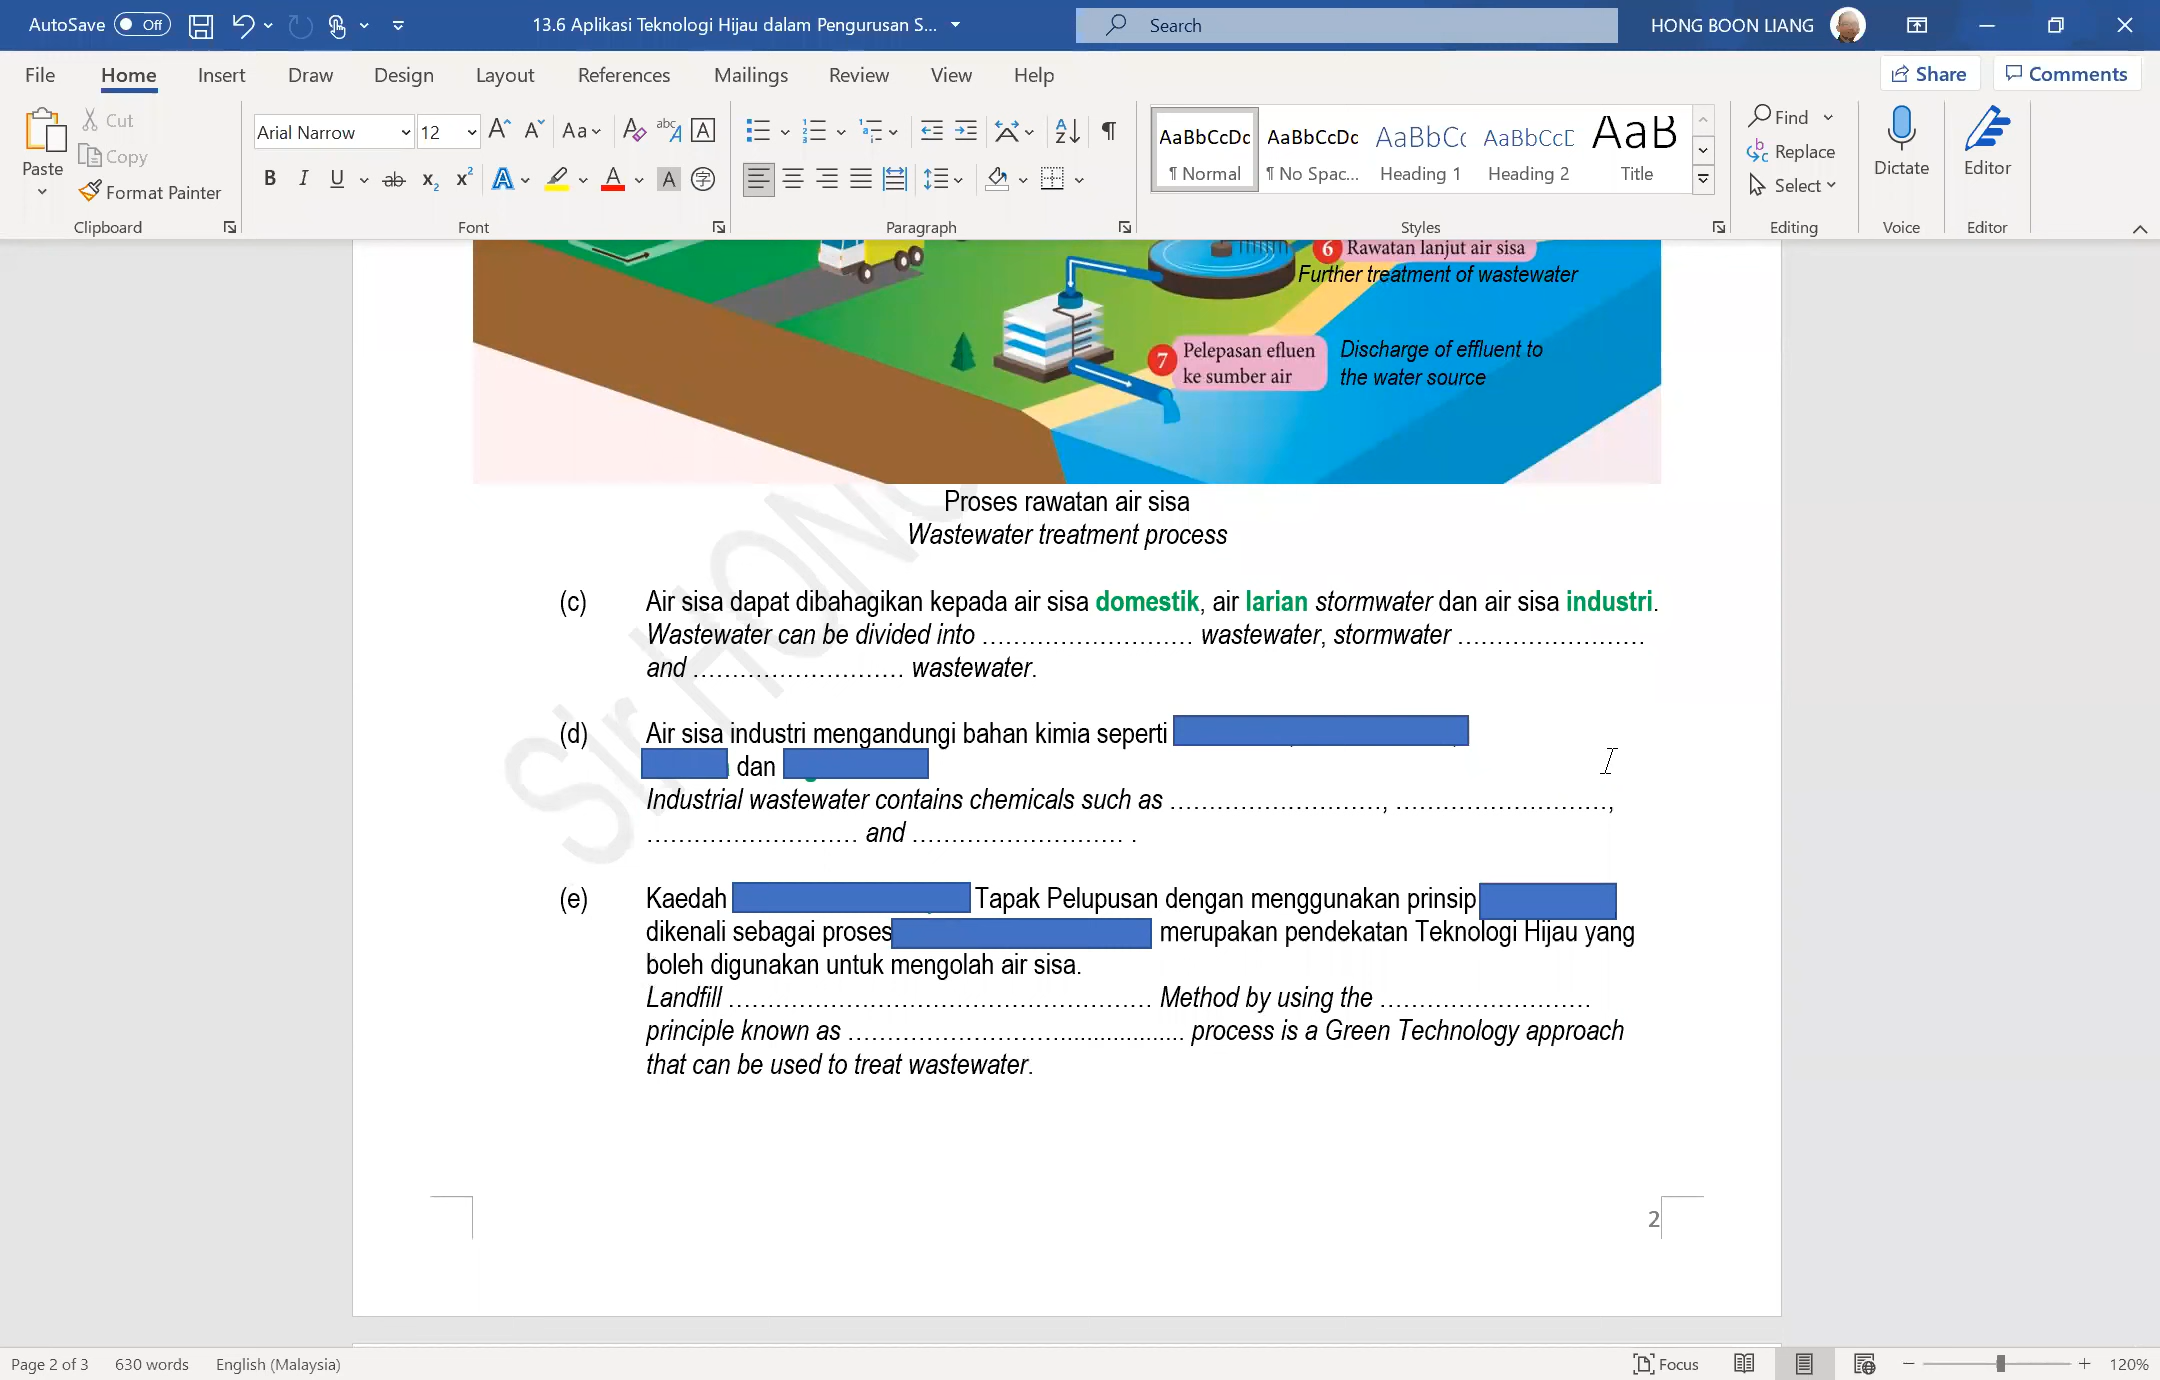 AutoSave Off 13.6 Aplikasi Teknologi Hijau dalam Pengurusan S... Search HONG BOON LIANG
File Home Insert Draw Design Layout References Mailings Review View Help Share Comments
Paste Cut Copy Format Painter
Clipboard
Arial Narrow 12
Font
Paragraph
AaBbCcDc AaBbCcDc AaBbCc AaBbCcD AaB
¶ Normal ¶ No Spac... Heading 1 Heading 2 Title
Styles
Find
Replace
Select
Editing
Dictate
Voice
Editor
Editor
6 Rawatan lanjut air sisa
Further treatment of wastewater
7 Pelepasan efluen
ke sumber air
Discharge of effluent to
the water source
Proses rawatan air sisa
Wastewater treatment process
Sir HONG
(c) Air sisa dapat dibahagikan kepada air sisa domestik, air larian stormwater dan air sisa industri.
Wastewater can be divided into ……………………… wastewater, stormwater ……………………
and ……………………… wastewater.
(d) Air sisa industri mengandungi bahan kimia seperti
dan
Industrial wastewater contains chemicals such as ………………………, ………………………,
……………………… and ……………………… .
(e) Kaedah Tapak Pelupusan dengan menggunakan prinsip
dikenali sebagai proses merupakan pendekatan Teknologi Hijau yang
boleh digunakan untuk mengolah air sisa.
Landfill ……………………………………………… Method by using the ………………………
principle known as ………………………................... process is a Green Technology approach
that can be used to treat wastewater.
2
Page 2 of 3 630 words English (Malaysia) Focus 120%